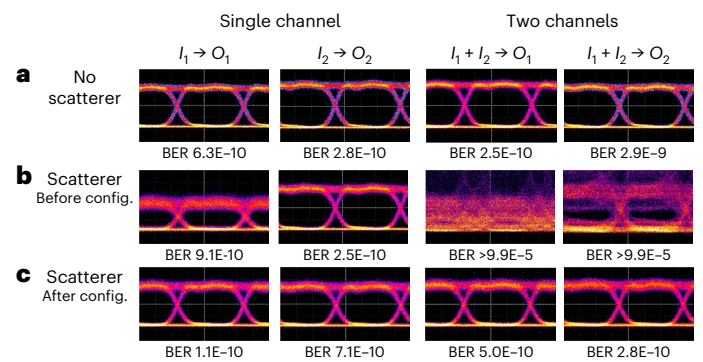 Single channel Two channels
I₁ → O₁ I₂ → O₂ I₁ + I₂ → O₁ I₁ + I₂ → O₂
a No scatterer
BER 6.3E–10 BER 2.8E–10 BER 2.5E–10 BER 2.9E–9
b Scatterer
Before config.
BER 9.1E-10 BER 2.5E–10 BER >9.9E–5 BER >9.9E–5
c Scatterer
After config.
BER 1.1E–10 BER 7.1E–10 BER 5.0E–10 BER 2.8E–10